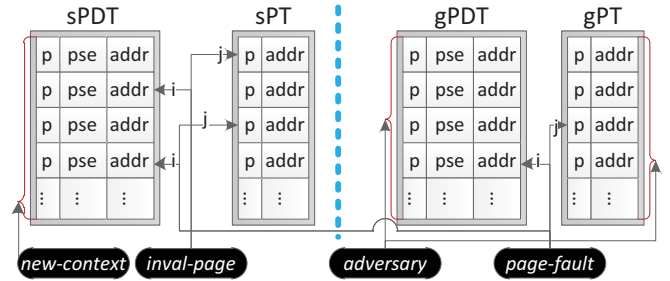 sPDT sPT gPDT gPT
p pse addr j p addr p pse addr p addr
p pse addr i p addr p pse addr p addr
p pse addr j p addr p pse addr j p addr
p pse addr i p addr p pse addr i p addr
⋮ ⋮ ⋮ ⋮ ⋮ ⋮ ⋮ ⋮ ⋮ ⋮
new-context inval-page adversary page-fault